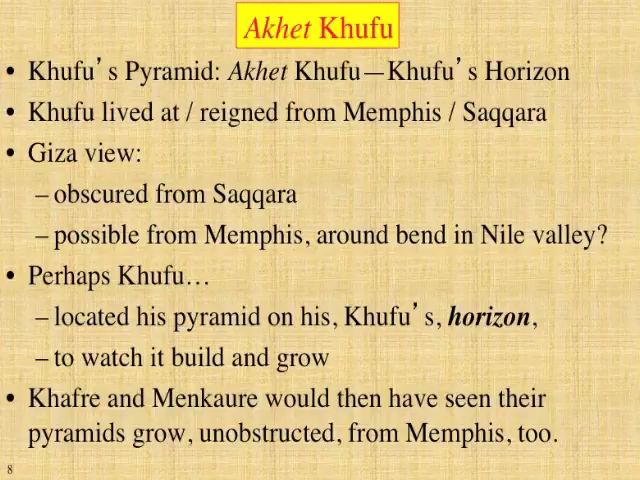 Akhet Khufu
• Khufu’s Pyramid: Akhet Khufu—Khufu’s Horizon
• Khufu lived at / reigned from Memphis / Saqqara
• Giza view:
– obscured from Saqqara
– possible from Memphis, around bend in Nile valley?
• Perhaps Khufu…
– located his pyramid on his, Khufu’s, horizon,
– to watch it build and grow
• Khafre and Menkaure would then have seen their
pyramids grow, unobstructed, from Memphis, too.
8